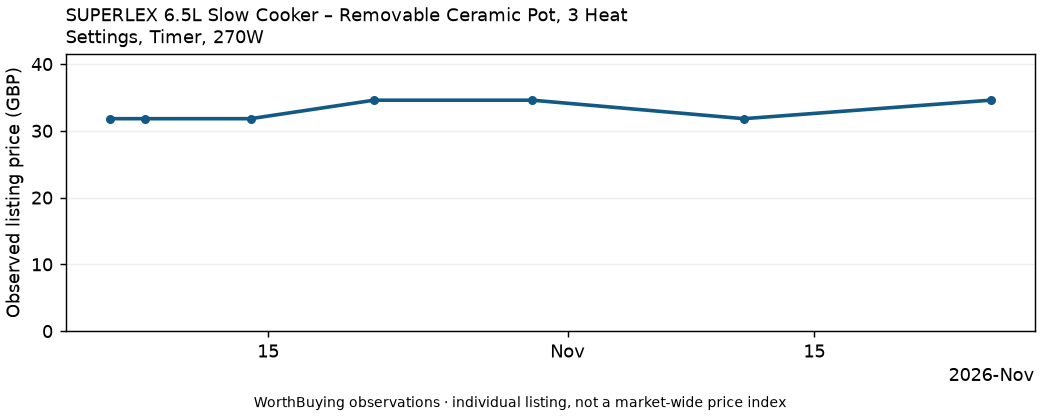 SUPERLEX 6.5L Slow Cooker – Removable Ceramic Pot, 3 Heat
Settings, Timer, 270W
Observed listing price (GBP)
40
30
20
10
0
15
Nov
15
2026-Nov
WorthBuying observations · individual listing, not a market-wide price index